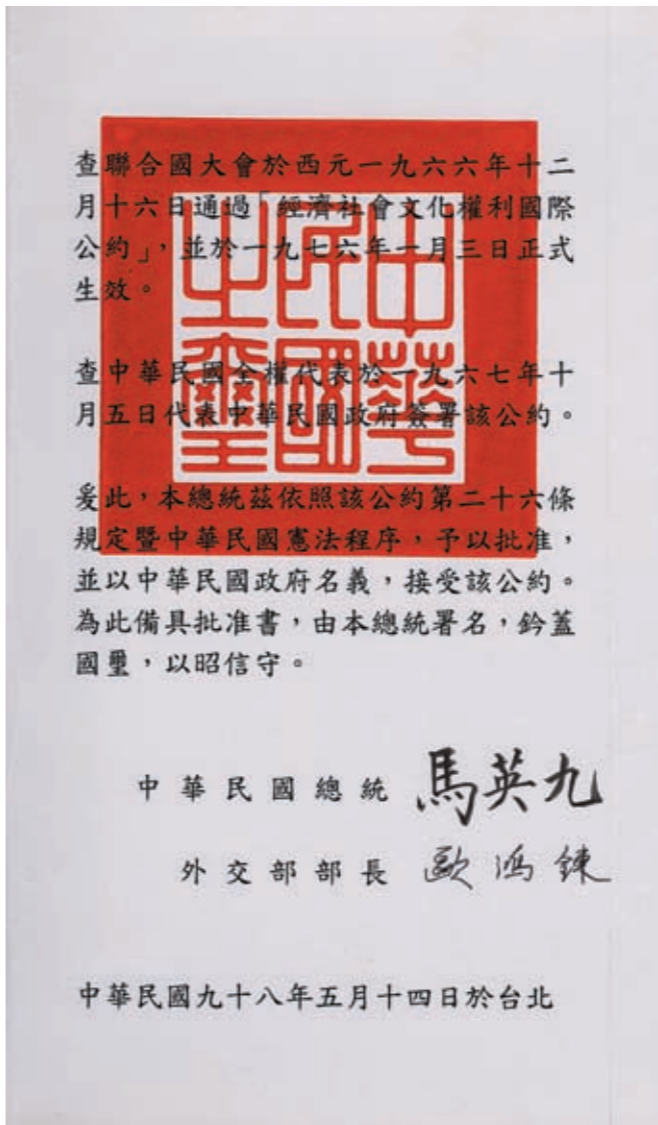 查聯合國大會於西元一九六六年十二
月十六日通過「經濟社會文化權利國際
公約」，並於一九七六年一月三日正式
生效。
查中華民國全權代表於一九六七年十
月五日代表中華民國政府簽署該公約。
爰此，本總統茲依照該公約第二十六條
規定暨中華民國憲法程序，予以批准，
並以中華民國政府名義，接受該公約。
為此備具批准書，由本總統署名，鈐蓋
國璽，以昭信守。
中華民國之璽
中華民國總統 馬英九
外交部部長 歐鴻鍊
中華民國九十八年五月十四日於台北